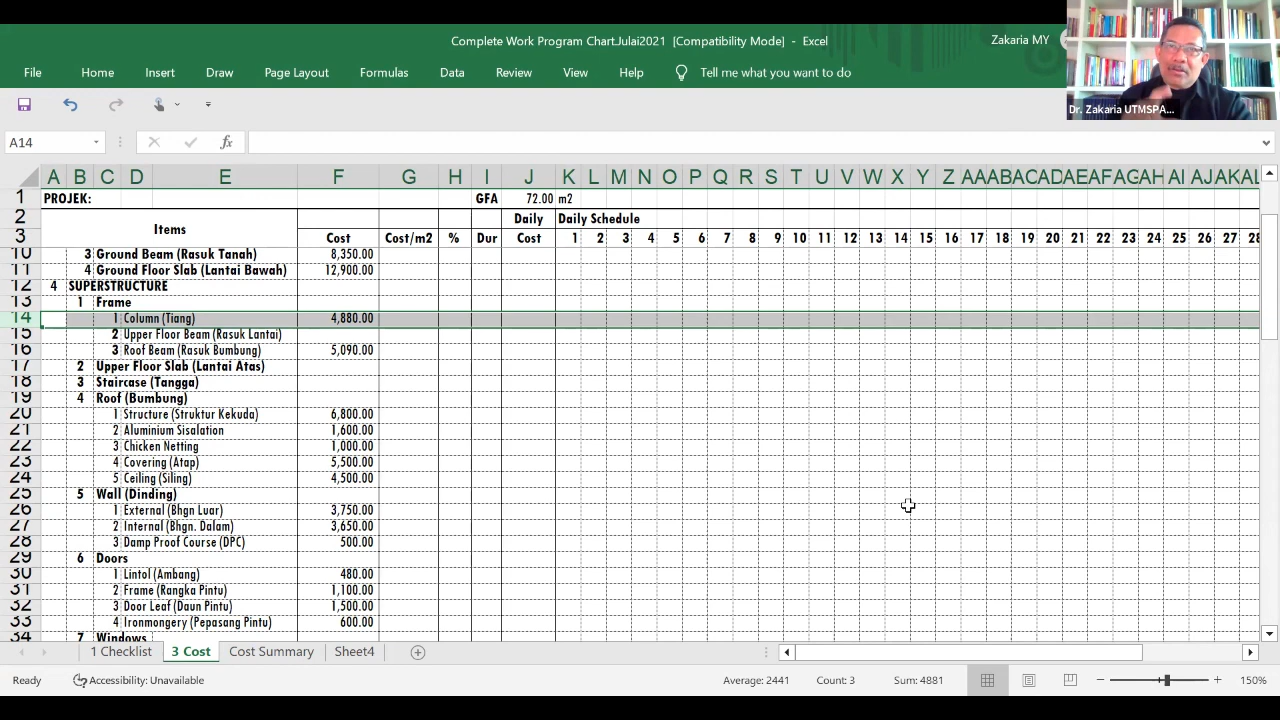 Complete Work Program Chart.Julai2021 [Compatibility Mode] - Excel
Zakaria MY
File Home Insert Draw Page Layout Formulas Data Review View Help Tell me what you want to do
Dr. Zakaria UTMSPA...
A14 fx
A B C D E F G H I J K L M N O P Q R S T U V W X Y Z AA AB AC AD AE AF AG AH AI AJ AK AL
1 PROJEK: GFA 72.00 m2
2 Items Daily Daily Schedule
3 Cost Cost/m2 % Dur Cost 1 2 3 4 5 6 7 8 9 10 11 12 13 14 15 16 17 18 19 20 21 22 23 24 25 26 27 28
10 3 Ground Beam (Rasuk Tanah) 8,350.00
11 4 Ground Floor Slab (Lantai Bawah) 12,900.00
12 4 SUPERSTRUCTURE
13 1 Frame
14 1 Column (Tiang) 4,880.00
15 2 Upper Floor Beam (Rasuk Lantai)
16 3 Roof Beam (Rasuk Bumbung) 5,090.00
17 2 Upper Floor Slab (Lantai Atas)
18 3 Staircase (Tangga)
19 4 Roof (Bumbung)
20 1 Structure (Struktur Kekuda) 6,800.00
21 2 Aluminium Sisalation 1,600.00
22 3 Chicken Netting 1,000.00
23 4 Covering (Atap) 5,500.00
24 5 Ceiling (Siling) 4,500.00
25 5 Wall (Dinding)
26 1 External (Bhgn Luar) 3,750.00
27 2 Internal (Bhgn. Dalam) 3,650.00
28 3 Damp Proof Course (DPC) 500.00
29 6 Doors
30 1 Lintol (Ambang) 480.00
31 2 Frame (Rangka Pintu) 1,100.00
32 3 Door Leaf (Daun Pintu) 1,500.00
33 4 Ironmongery (Pepasang Pintu) 600.00
34 7 Windows
1 Checklist 3 Cost Cost Summary Sheet4
Ready Accessibility: Unavailable Average: 2441 Count: 3 Sum: 4881 150%